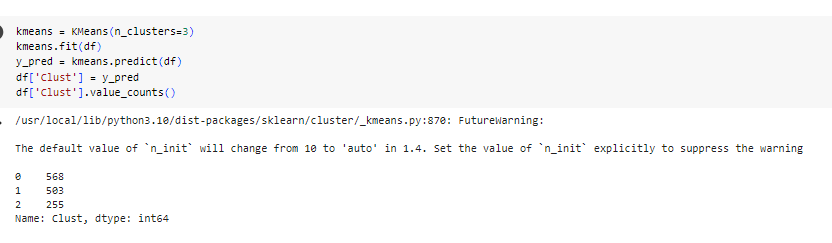 kmeans = KMeans(n_clusters=3)
kmeans.fit(df)
y_pred = kmeans.predict(df)
df['Clust'] = y_pred
df['Clust'].value_counts()
/usr/local/lib/python3.10/dist-packages/sklearn/cluster/_kmeans.py:870: FutureWarning:
The default value of `n_init` will change from 10 to 'auto' in 1.4. Set the value of `n_init` explicitly to suppress the warning
0    568
1    503
2    255
Name: Clust, dtype: int64